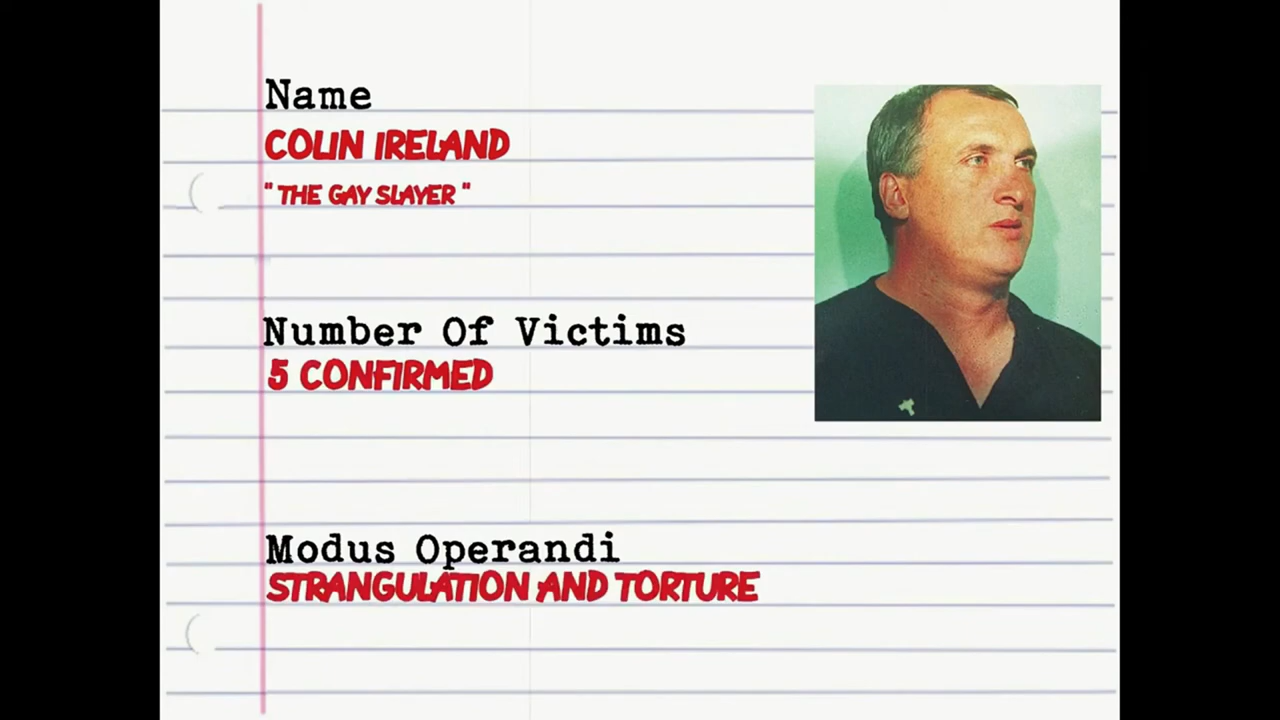 Name
COLIN IRELAND
" THE GAY SLAYER "
Number Of Victims
5 CONFIRMED
Modus Operandi
STRANGULATION AND TORTURE